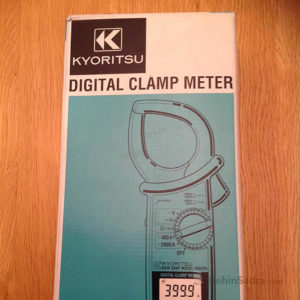 K
KYORITSU
DIGITAL CLAMP METER
400A
2000A
OFF
KYORITSU
DIGITAL CLAMP METER
3999